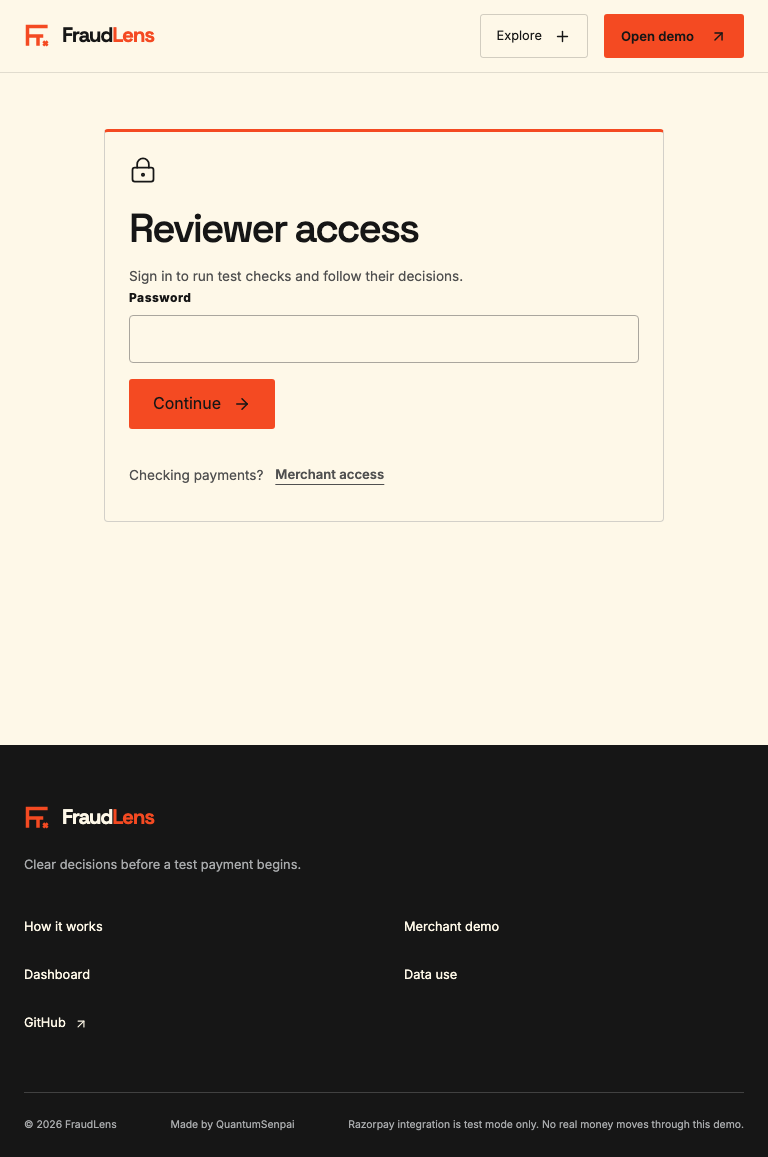 FraudLens
Explore
Open demo
Reviewer access
Sign in to run test checks and follow their decisions.
Password
Continue
Checking payments? Merchant access
FraudLens
Clear decisions before a test payment begins.
How it works
Merchant demo
Dashboard
Data use
GitHub
© 2026 FraudLens
Made by QuantumSenpai
Razorpay integration is test mode only. No real money moves through this demo.